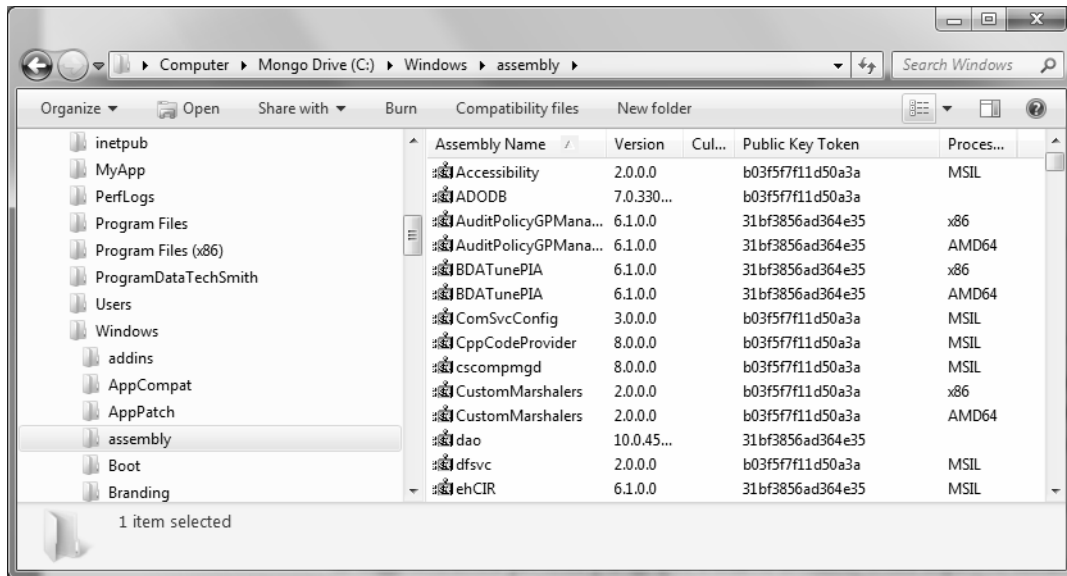 Computer Mongo Drive (C:) Windows assembly Search Windows
Organize Open Share with Burn Compatibility files New folder
inetpub
MyApp
PerfLogs
Program Files
Program Files (x86)
ProgramDataTechSmith
Users
Windows
addins
AppCompat
AppPatch
assembly
Boot
Branding
Assembly Name Version Cul... Public Key Token Proces...
Accessibility 2.0.0.0 b03f5f7f11d50a3a MSIL
ADODB 7.0.330... b03f5f7f11d50a3a
AuditPolicyGPMana... 6.1.0.0 31bf3856ad364e35 x86
AuditPolicyGPMana... 6.1.0.0 31bf3856ad364e35 AMD64
BDATunePIA 6.1.0.0 31bf3856ad364e35 x86
BDATunePIA 6.1.0.0 31bf3856ad364e35 AMD64
ComSvcConfig 3.0.0.0 b03f5f7f11d50a3a MSIL
CppCodeProvider 8.0.0.0 b03f5f7f11d50a3a MSIL
cscompmgd 8.0.0.0 b03f5f7f11d50a3a MSIL
CustomMarshalers 2.0.0.0 b03f5f7f11d50a3a x86
CustomMarshalers 2.0.0.0 b03f5f7f11d50a3a AMD64
dao 10.0.45... 31bf3856ad364e35
dfsvc 2.0.0.0 b03f5f7f11d50a3a MSIL
ehCIR 6.1.0.0 31bf3856ad364e35 MSIL
1 item selected